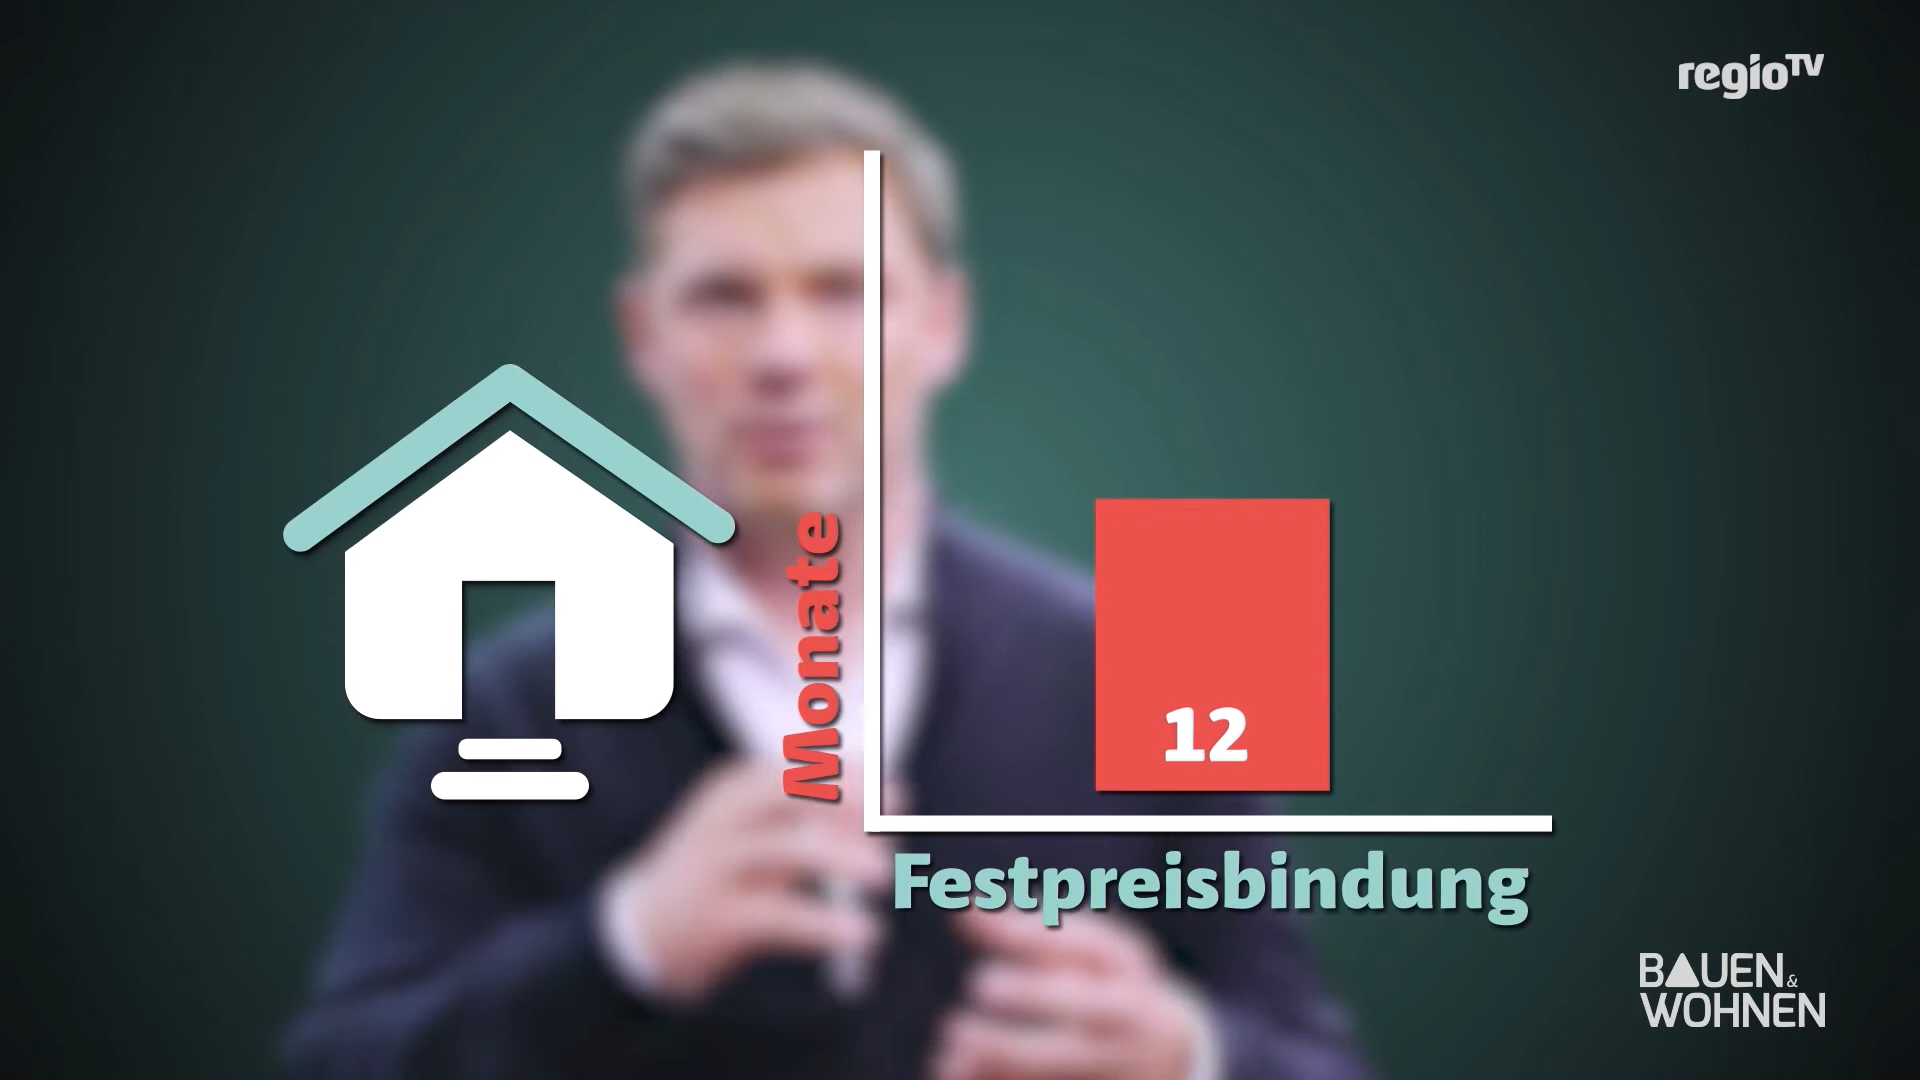 regioTV
Monate
12
Festpreisbindung
BAUEN &
WOHNEN